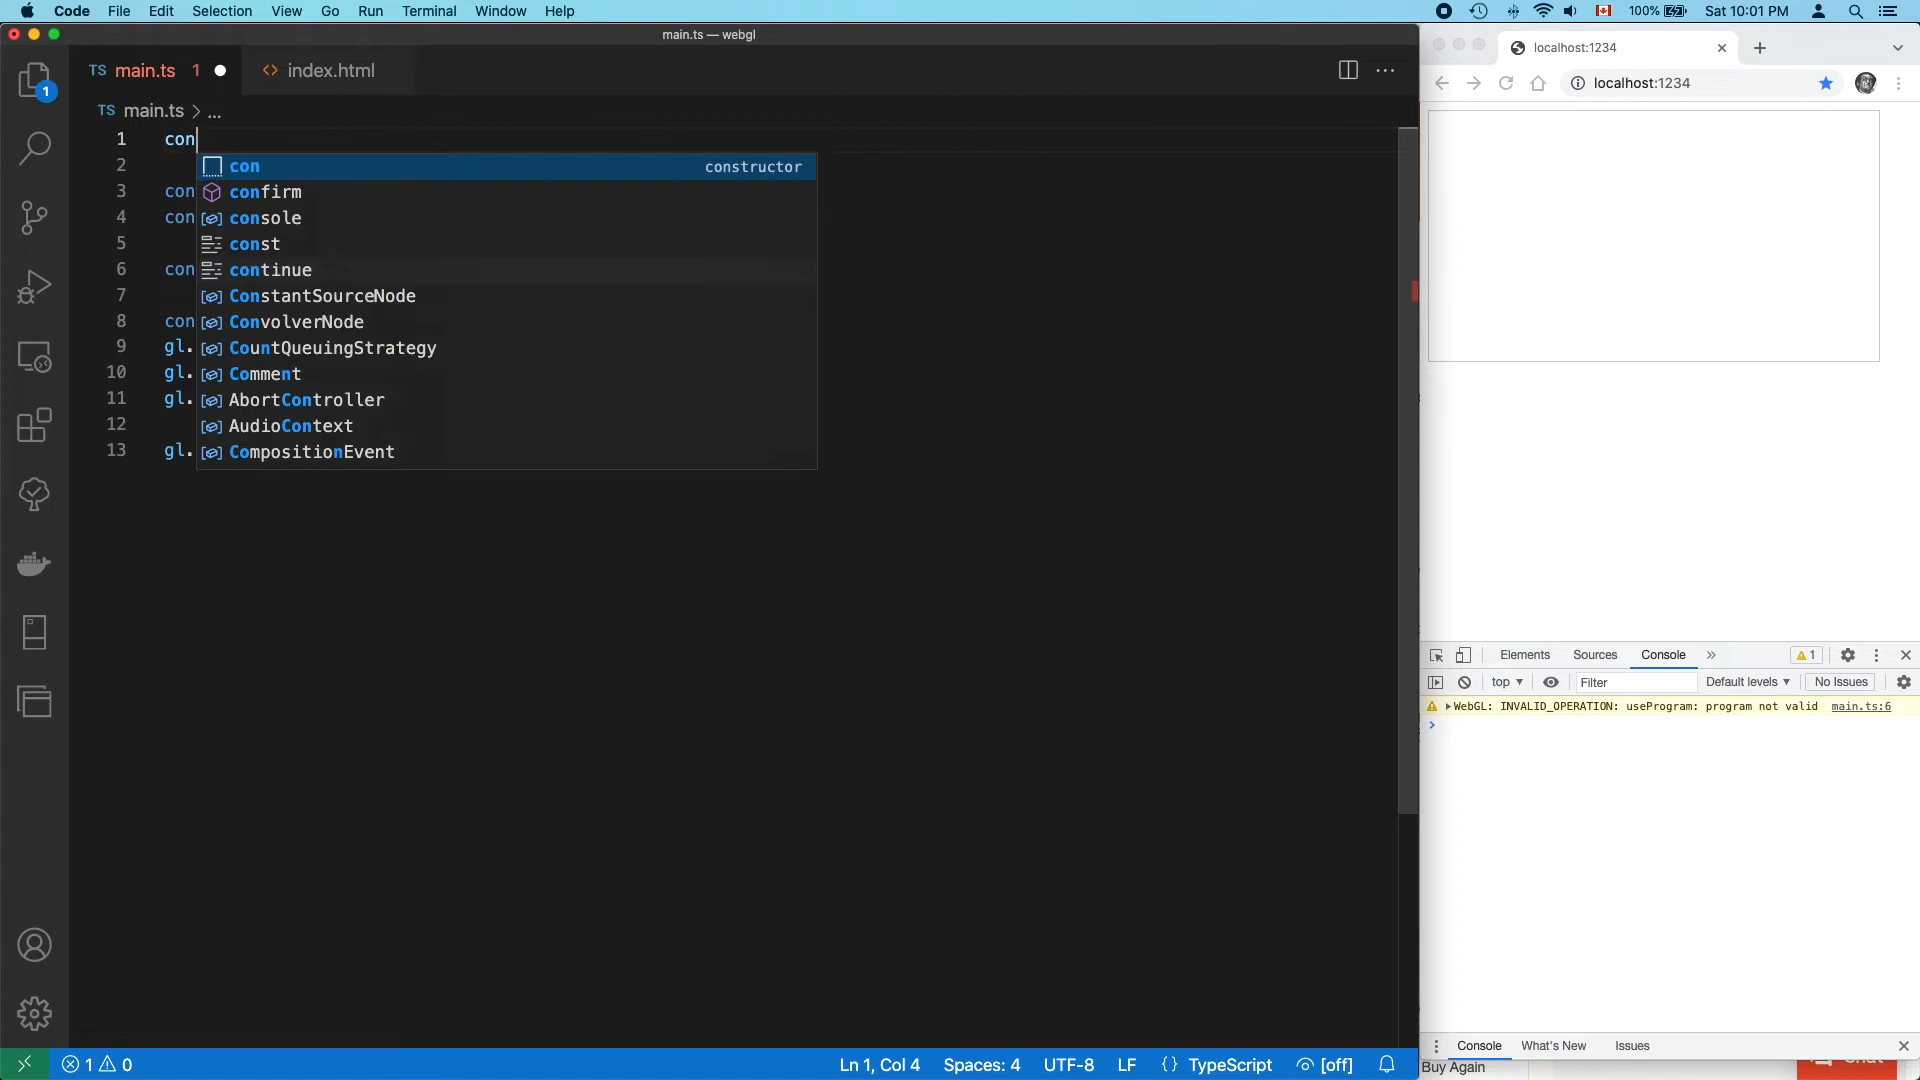 Code File Edit Selection View Go Run Terminal Window Help
100% Sat 10:01 PM
main.ts — webgl
TS main.ts 1
<> index.html
TS main.ts > ...
1
1 con
2
3 con
4 con
5
6 con
7
8 con
9 gl.
10 gl.
11 gl.
12
13 gl.
con constructor
confirm
console
const
continue
ConstantSourceNode
ConvolverNode
CountQueuingStrategy
Comment
AbortController
AudioContext
CompositionEvent
1 0 Ln 1, Col 4 Spaces: 4 UTF-8 LF {} TypeScript [off]
localhost:1234
localhost:1234
Elements Sources Console » 1
top Filter Default levels No Issues
WebGL: INVALID_OPERATION: useProgram: program not valid main.ts:6
Console What's New Issues
Buy Again